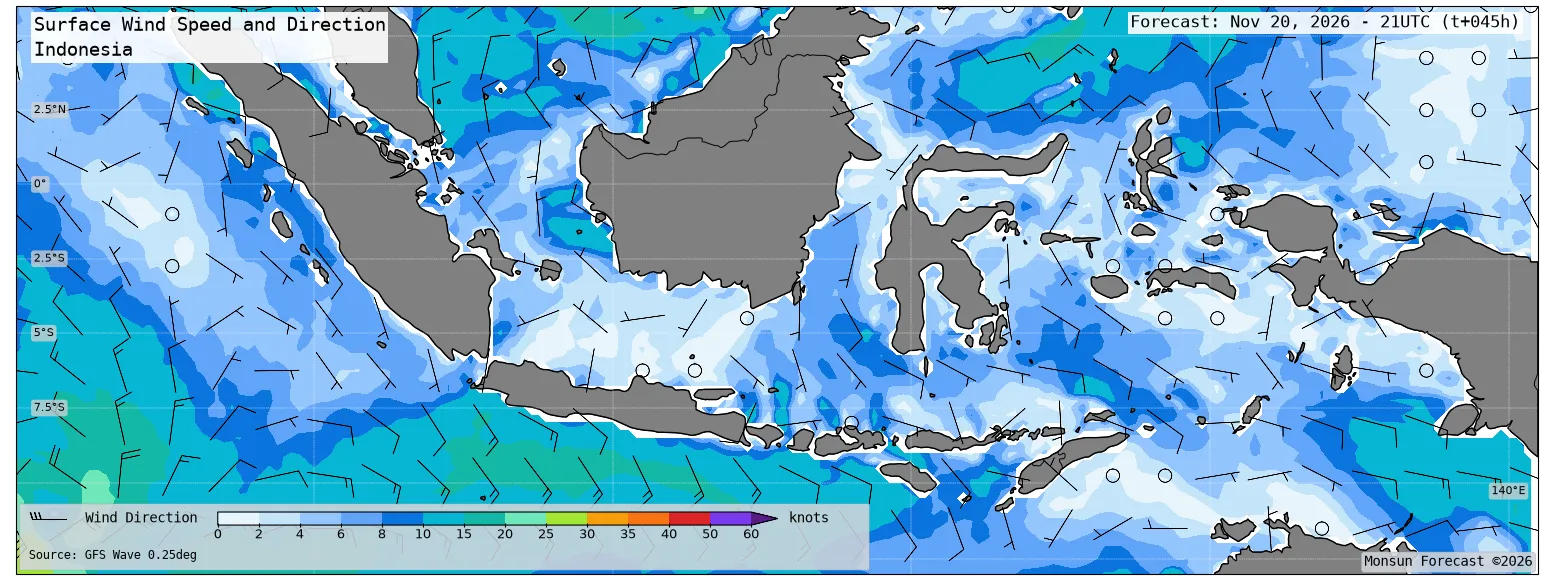 Surface Wind Speed and Direction
Indonesia
Forecast: Nov 20, 2026 - 21UTC (t+045h)
2.5°N
0°
2.5°S
5°S
7.5°S
140°E
Wind Direction
0 2 4 6 8 10 15 20 25 30 35 40 50 60
knots
Source: GFS Wave 0.25deg
Monsun Forecast ©2026